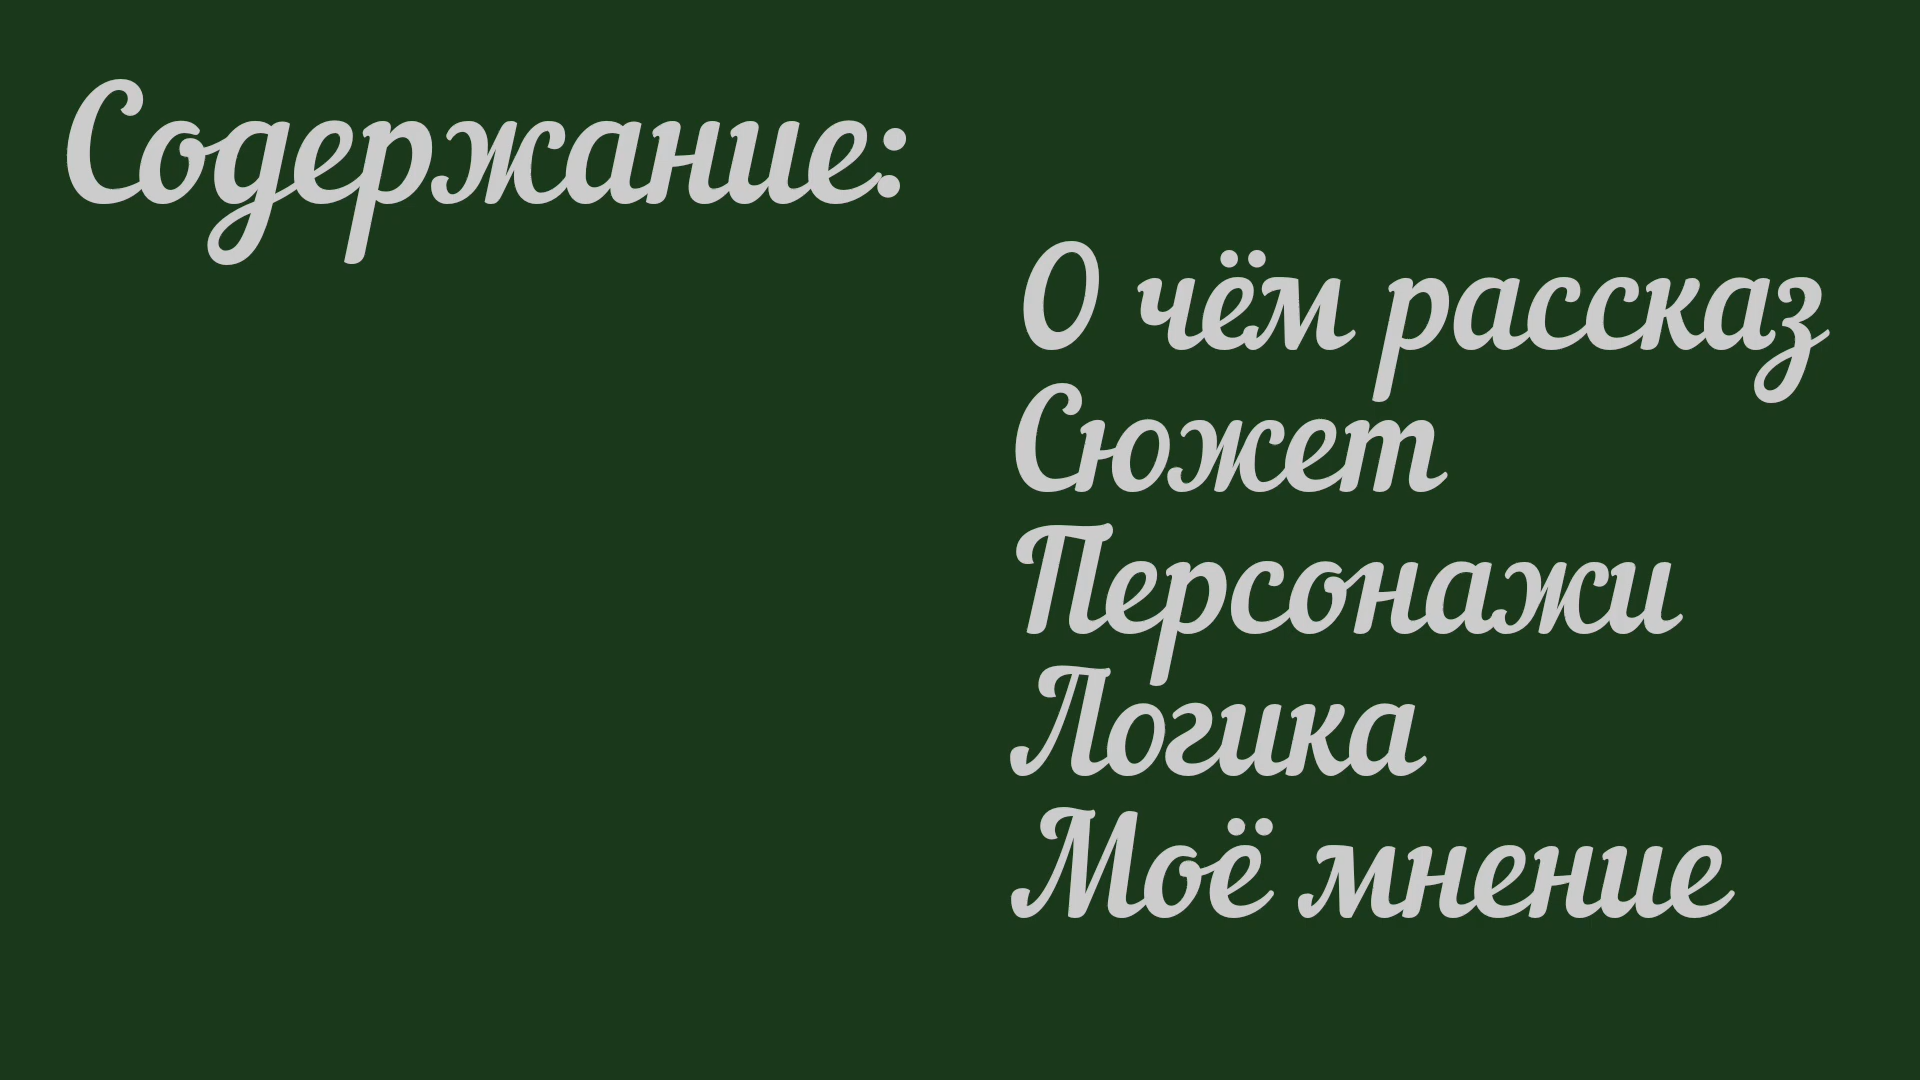 Содержание:
О чём рассказ
Сюжет
Персонажи
Логика
Моё мнение